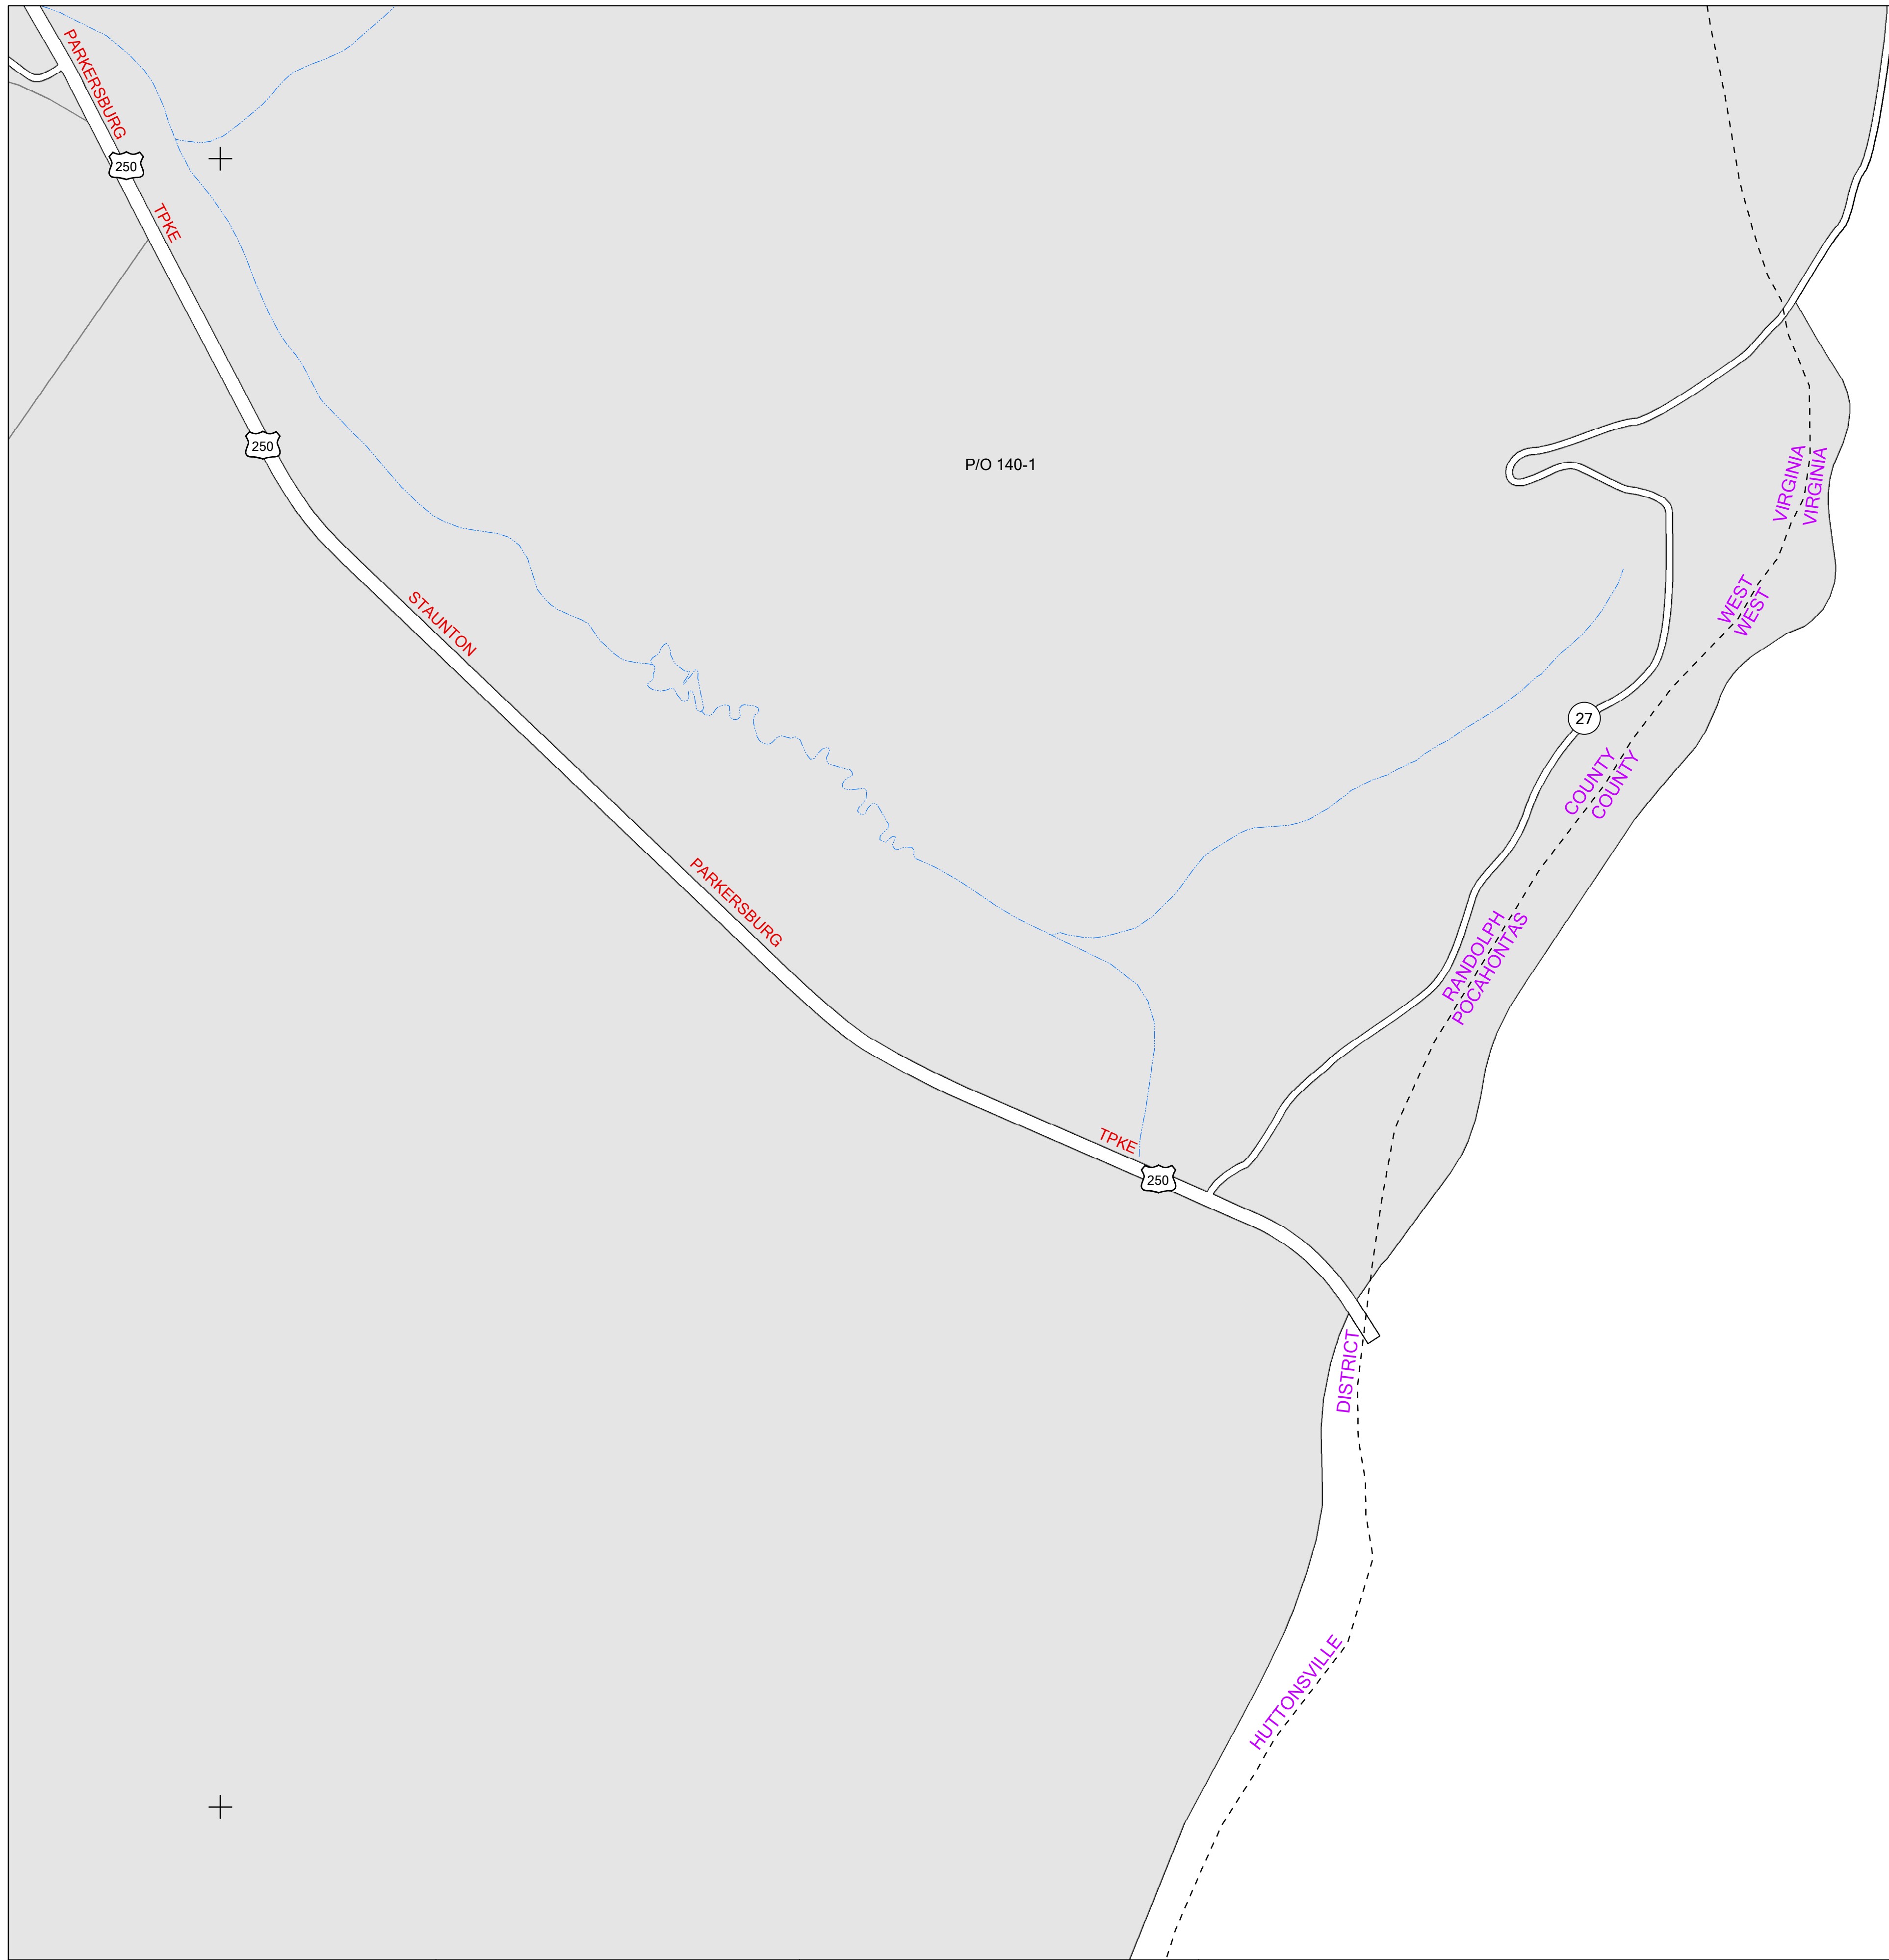 PARKERSBURG
250
TPKE
250
P/O 140-1
VIRGINIA
VIRGINIA
WEST
WEST
STAUNTON
27
COUNTY
COUNTY
PARKERSBURG
RANDOLPH
POCAHONTAS
TPKE
250
DISTRICT
HUTTONSVILLE